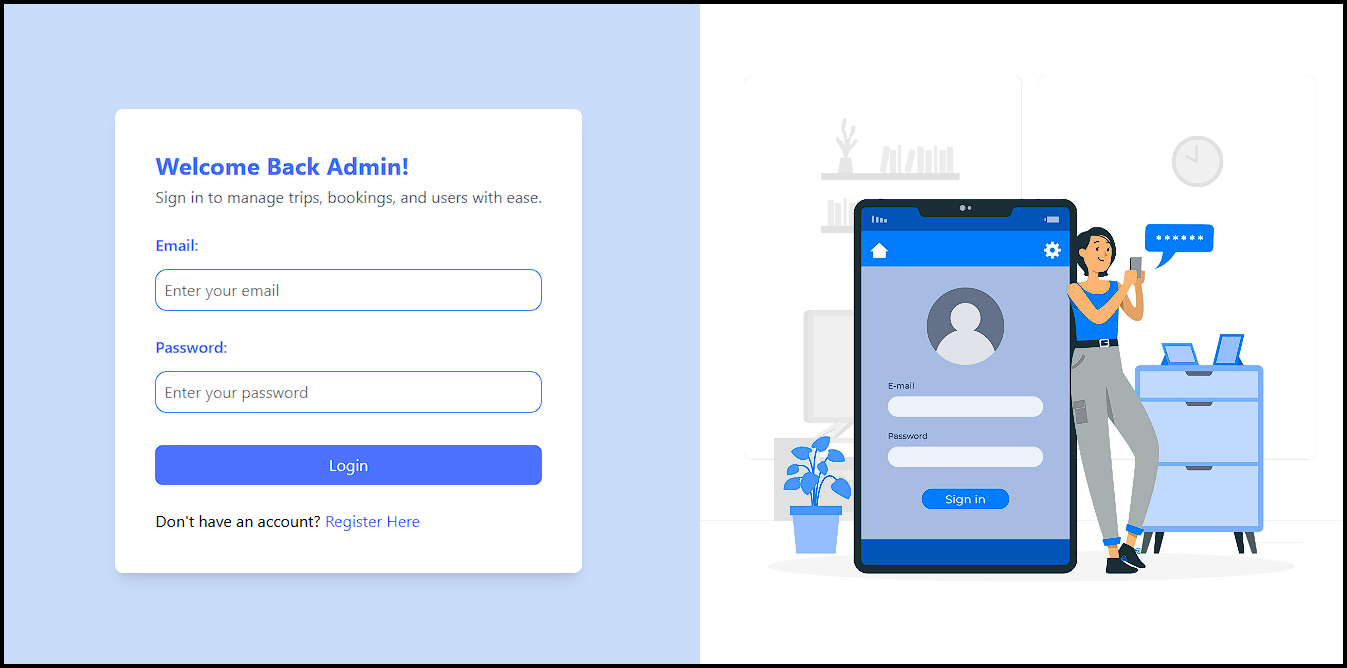 Welcome Back Admin!
Sign in to manage trips, bookings, and users with ease.
Email:
Enter your email
Password:
Enter your password
Login
Don't have an account? Register Here
******
E-mail
Password
Sign in